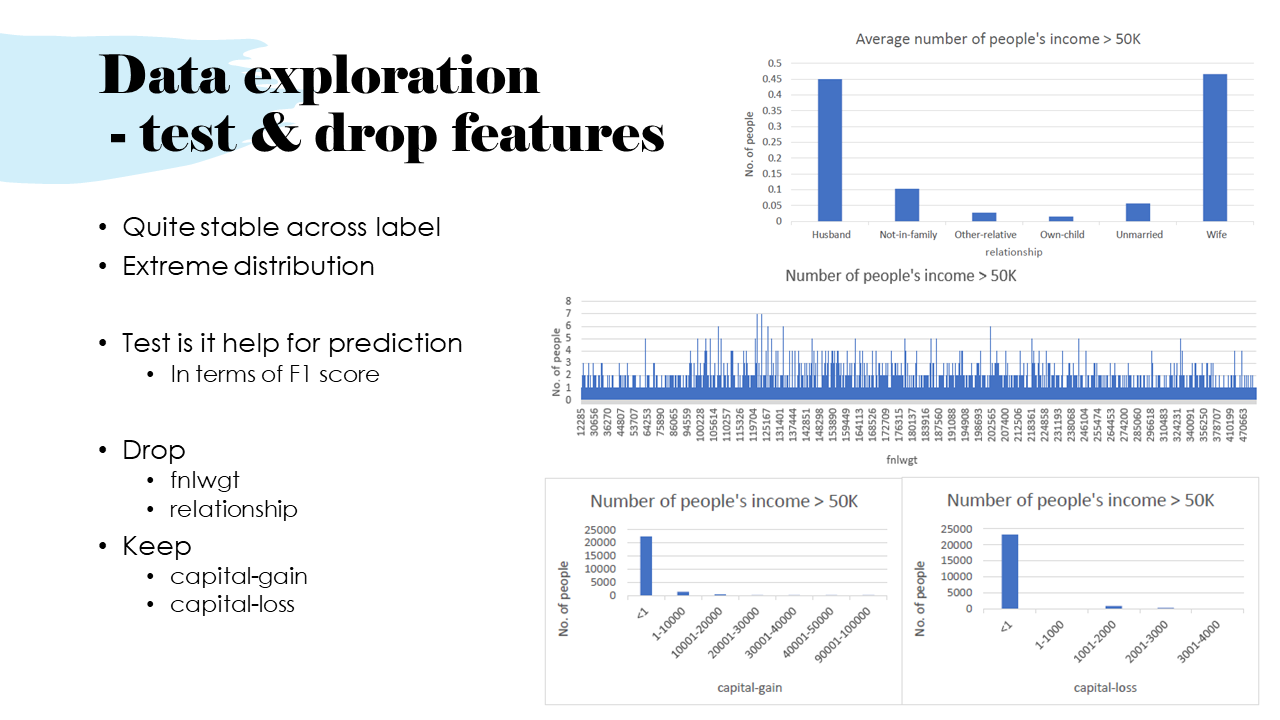 Data exploration
- test & drop features
• Quite stable across label
• Extreme distribution
• Test is it help for prediction
• In terms of F1 score
• Drop
• fnlwgt
• relationship
• Keep
• capital-gain
• capital-loss
Average number of people's income > 50K
No. of people
0.5
0.45
0.4
0.35
0.3
0.25
0.2
0.15
0.1
0.05
0
Husband Not-in-family Other-relative Own-child Unmarried Wife
relationship
Number of people's income > 50K
No. of people
8
7
6
5
4
3
2
1
0
12285 30656 36270 44807 53707 64253 75890 86065 94559 100228 105614 110257 115326 119704 125167 131401 137444 142851 148298 153890 159449 164113 168526 172709 176315 180137 183916 187560 191088 194908 198693 202565 207400 212506 218361 224858 231193 238068 246104 255474 264453 274200 285060 296618 310483 324231 340091 356250 378707 410199 470663
fnlwgt
Number of people's income > 50K
No. of people
25000
20000
15000
10000
5000
0
<1 1-10000 10001-20000 20001-30000 30001-40000 40001-50000 90001-100000
capital-gain
Number of people's income > 50K
No. of people
25000
20000
15000
10000
5000
0
<1 1-1000 1001-2000 2001-3000 3001-4000
capital-loss